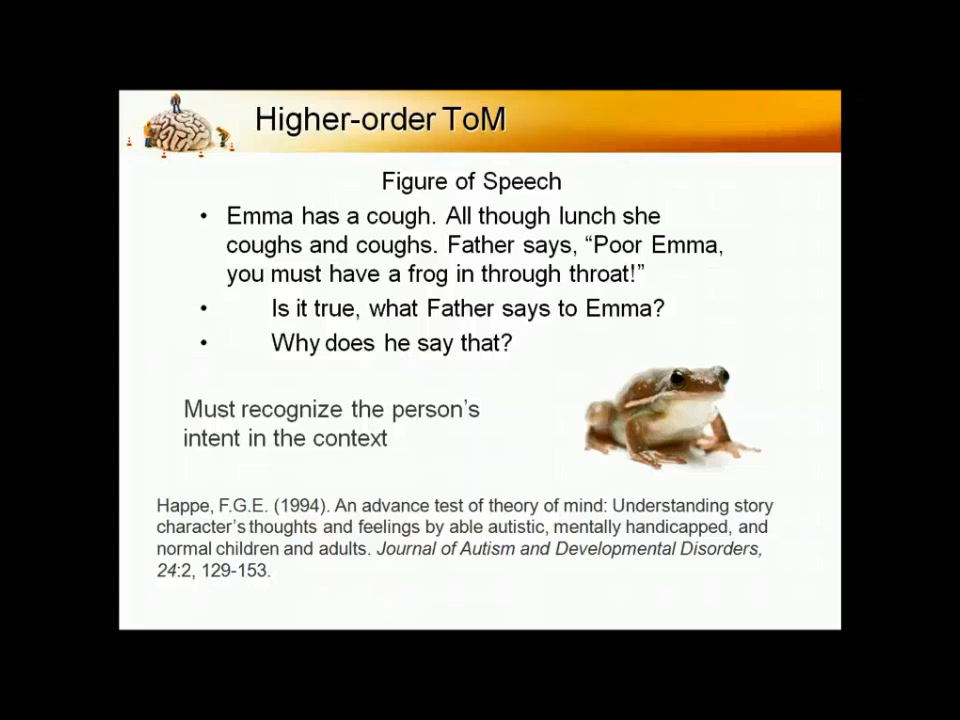 Higher-order ToM
Figure of Speech
• Emma has a cough. All though lunch she
coughs and coughs. Father says, “Poor Emma,
you must have a frog in through throat!”
• Is it true, what Father says to Emma?
• Why does he say that?
Must recognize the person’s
intent in the context
Happe, F.G.E. (1994). An advance test of theory of mind: Understanding story
character’s thoughts and feelings by able autistic, mentally handicapped, and
normal children and adults. Journal of Autism and Developmental Disorders,
24:2, 129-153.